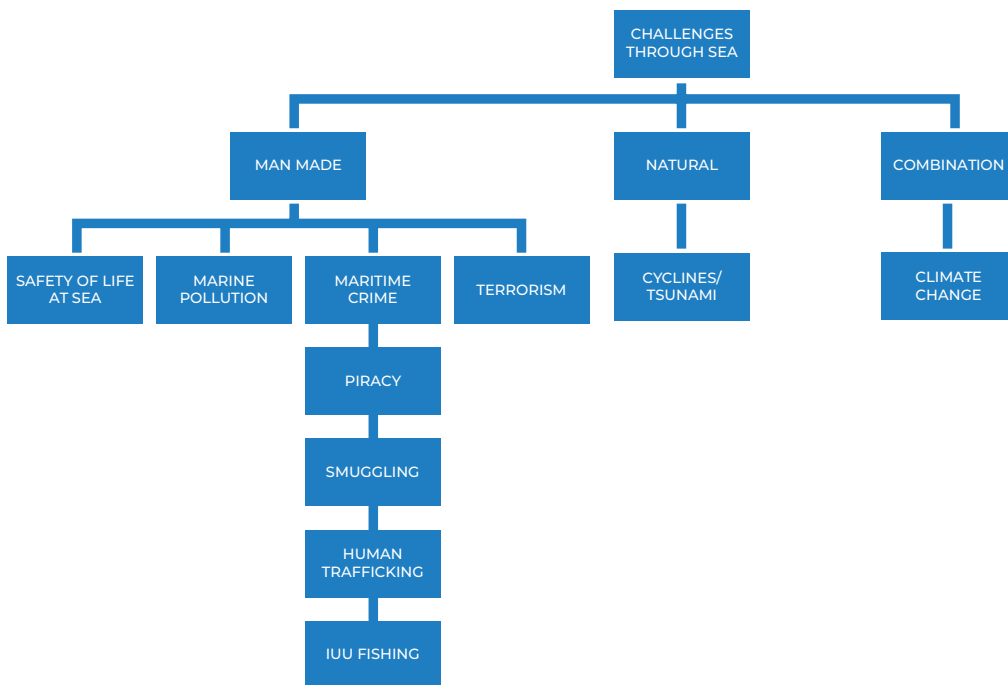 CHALLENGES
THROUGH SEA
MAN MADE
NATURAL
COMBINATION
SAFETY OF LIFE
AT SEA
MARINE
POLLUTION
MARITIME
CRIME
TERRORISM
CYCLINES/
TSUNAMI
CLIMATE
CHANGE
PIRACY
SMUGGLING
HUMAN
TRAFFICKING
IUU FISHING